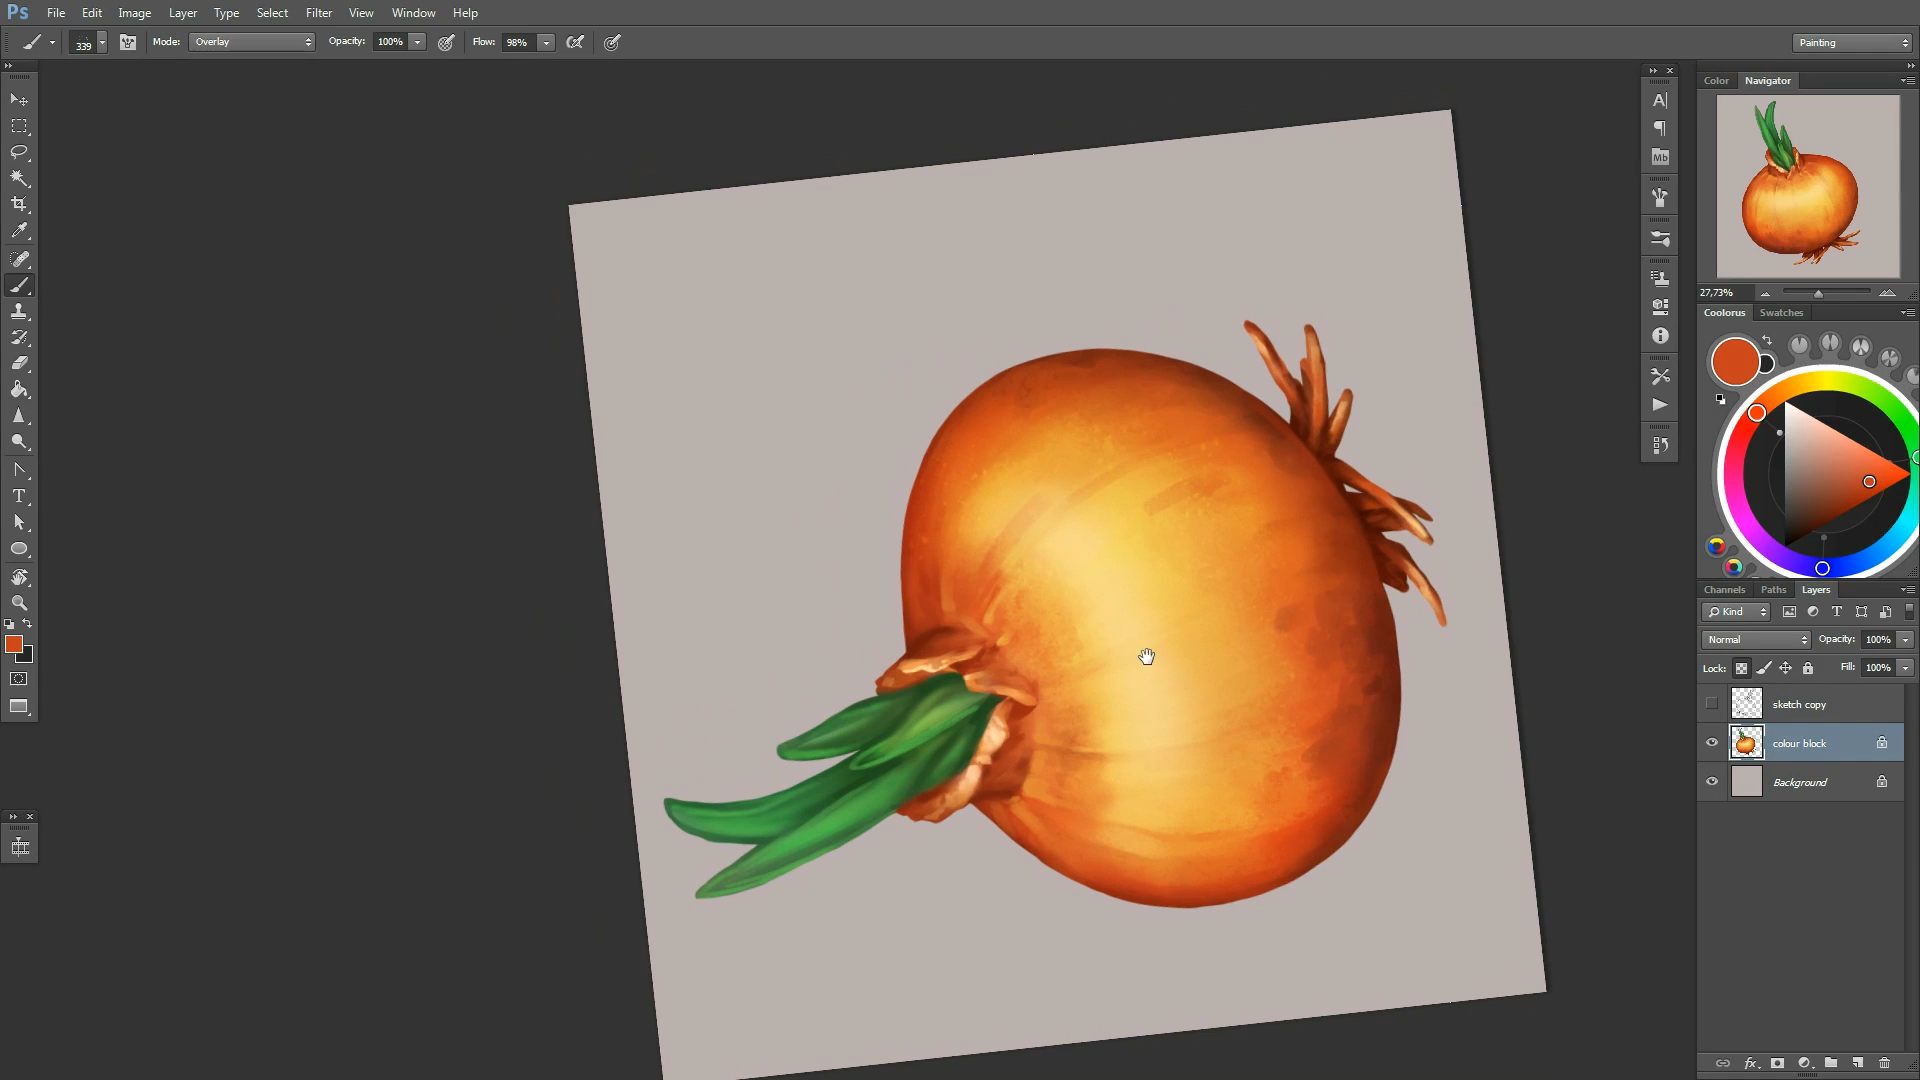 Ps File Edit Image Layer Type Select Filter View Window Help
339 Mode: Overlay Opacity: 100% Flow: 98% Painting
Color Navigator
A
Mb
27,73%
Coolorus Swatches
T
Channels Paths Layers
Kind T
Normal Opacity: 100%
Lock: Fill: 100%
sketch copy
colour block
Background
fx